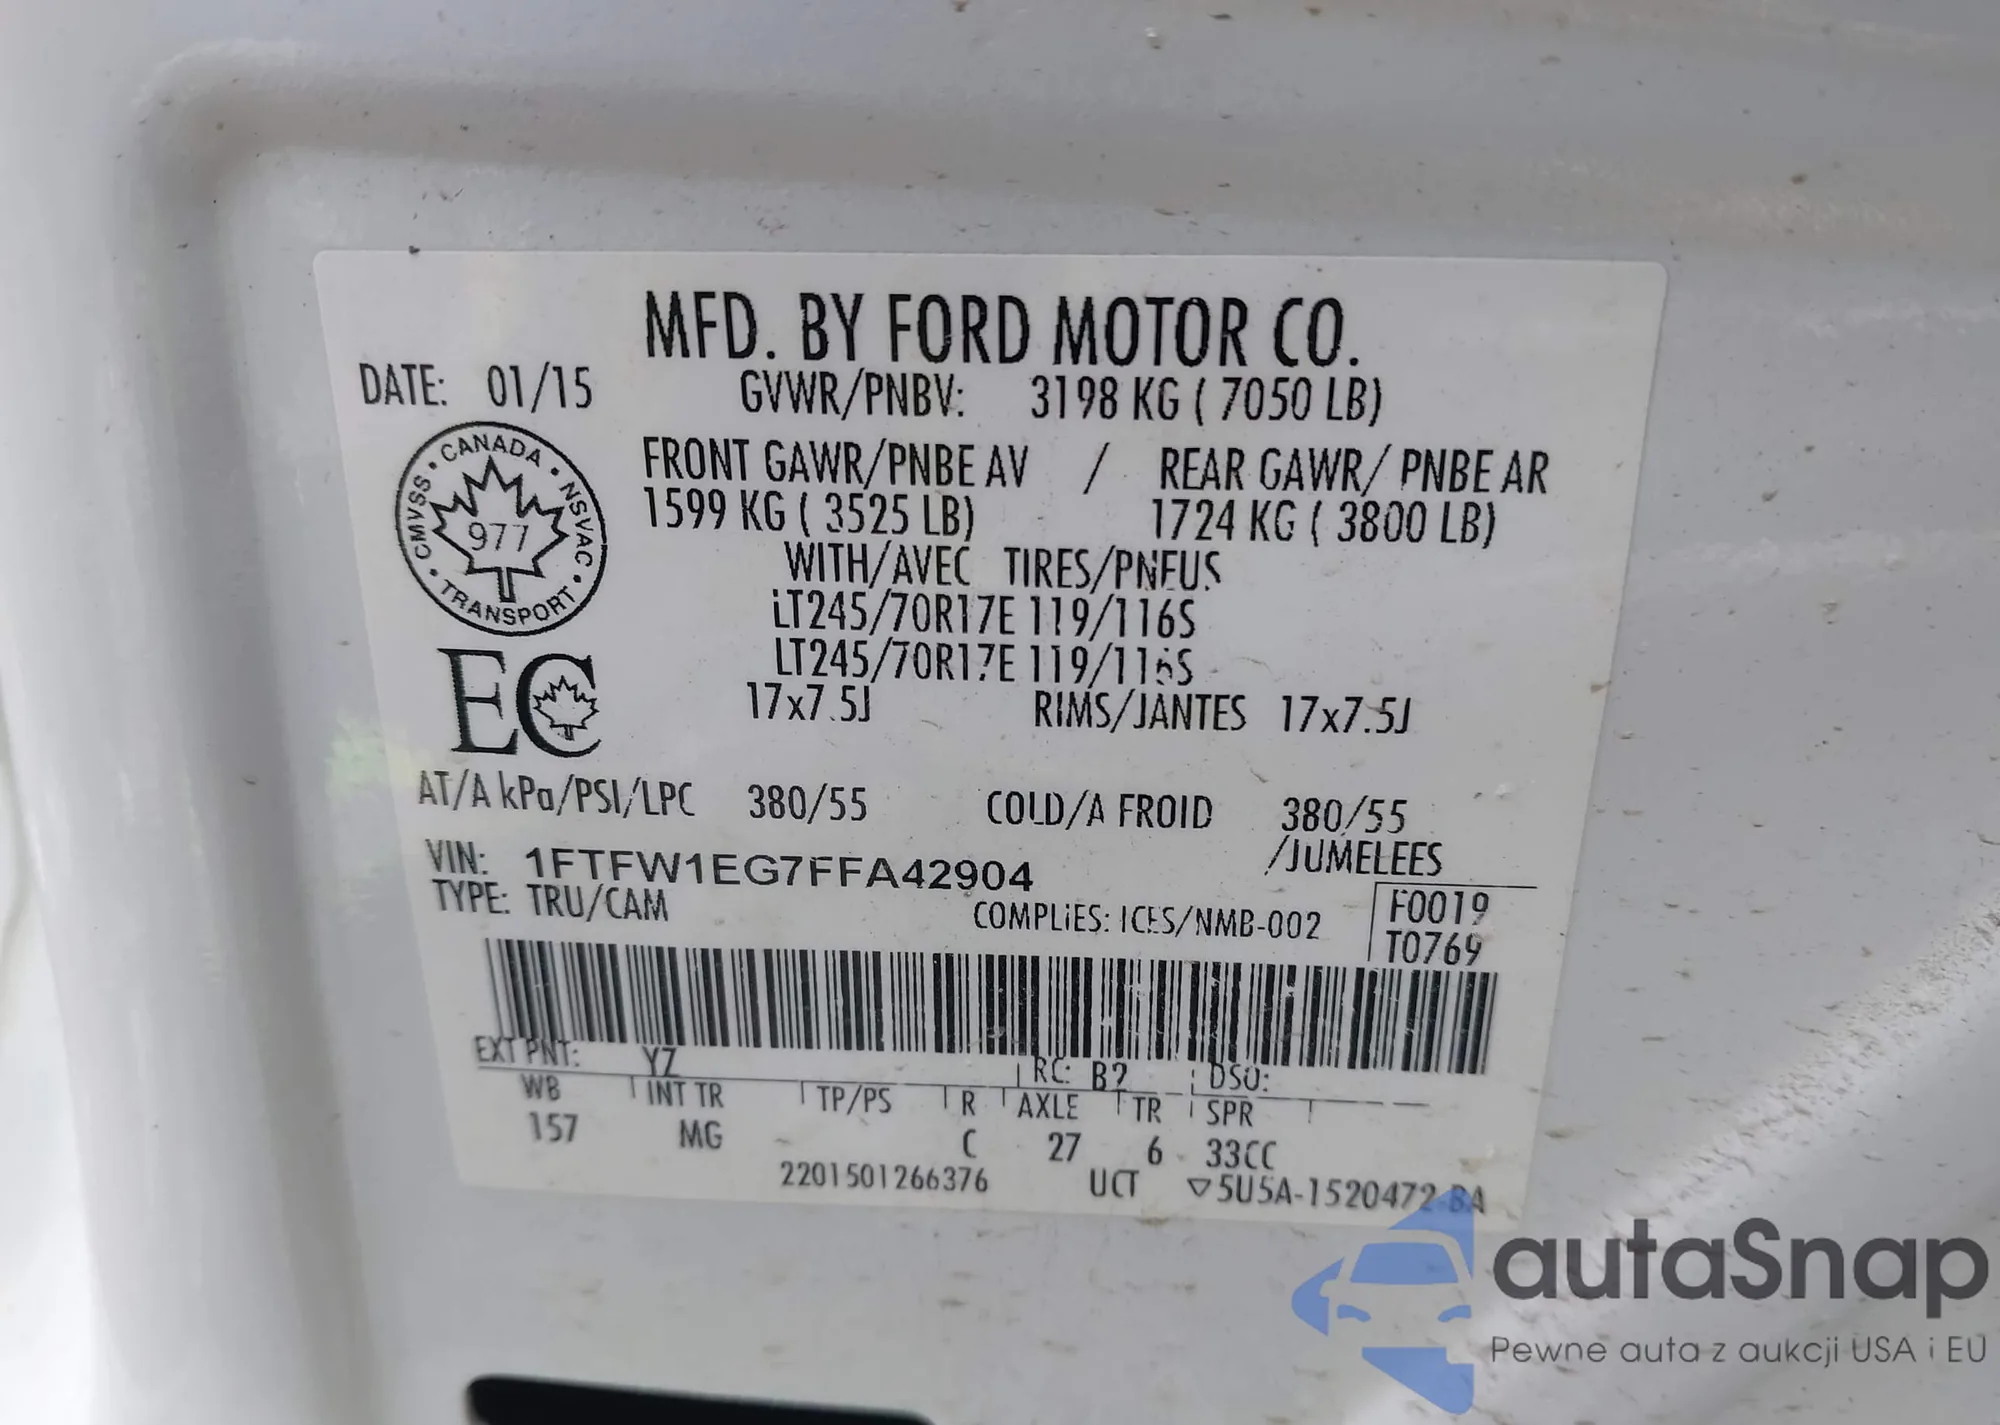 MFD. BY FORD MOTOR CO.
DATE: 01/15 GVWR/PNBV: 3198 KG ( 7050 LB)
FRONT GAWR/PNBE AV / REAR GAWR/ PNBE AR
1599 KG ( 3525 LB) 1724 KG ( 3800 LB)
WITH/AVEC TIRES/PNEUS
LT245/70R17E 119/116S
LT245/70R17E 119/116S
17x7.5J RIMS/JANTES 17x7.5J
CANADA · NSVAC · TRANSPORT · CMVSS ·
977
EC
AT/A kPa/PSI/LPC 380/55 COLD/A FROID 380/55
/JUMELEES
VIN: 1FTFW1EG7FFA42904
TYPE: TRU/CAM COMPLIES: ICES/NMB-002
F0019
T0769
EXT PNT: YZ RC: B2 DSO:
WB INT TR TP/PS R AXLE TR SPR
157 MG C 27 6 33CC
2201501266376 UCT ▽5U5A-1520472-BA
autaSnap
Pewne auta z aukcji USA i EU